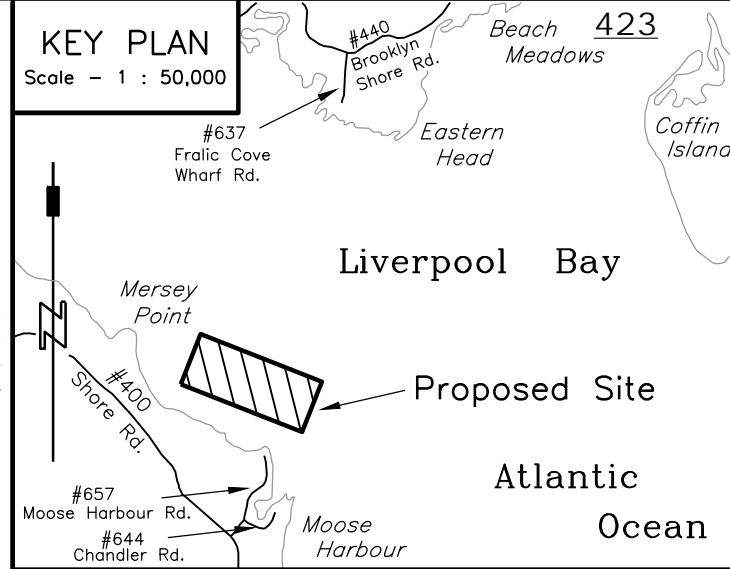 KEY PLAN
Scale - 1 : 50,000
#440
Brooklyn
Shore Rd.
Beach
Meadows
423
#637
Fralic Cove
Wharf Rd.
Eastern
Head
Coffin
Island
Liverpool Bay
Mersey
Point
N
#400
Shore Rd.
Proposed Site
Atlantic
Ocean
#657
Moose Harbour Rd.
#644
Chandler Rd.
Moose
Harbour